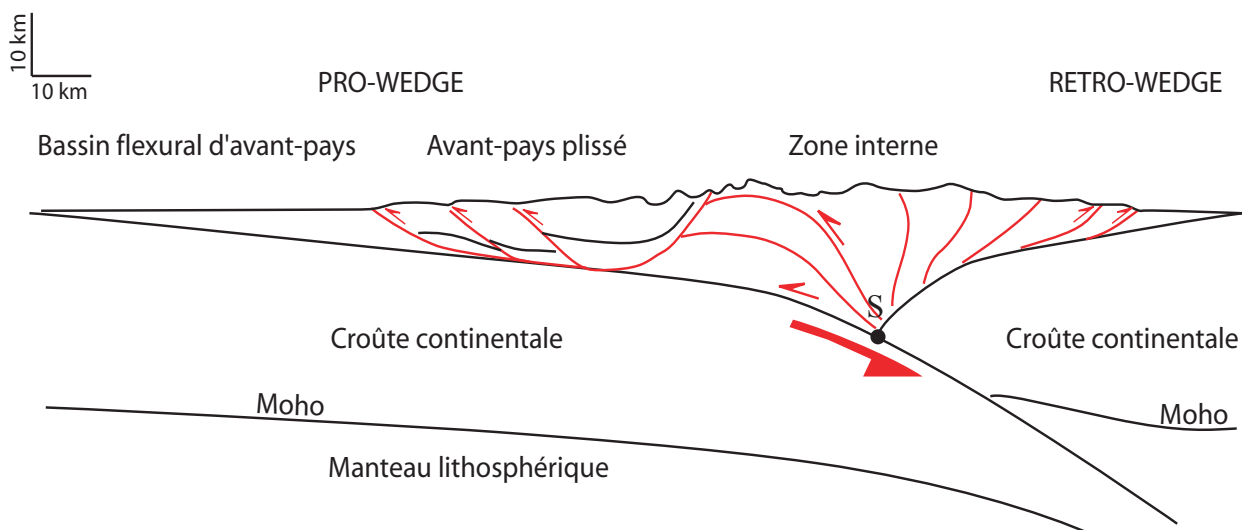 10 km
10 km
PRO-WEDGE
RETRO-WEDGE
Bassin flexural d'avant-pays
Avant-pays plissé
Zone interne
S
Croûte continentale
Croûte continentale
Moho
Moho
Manteau lithosphérique